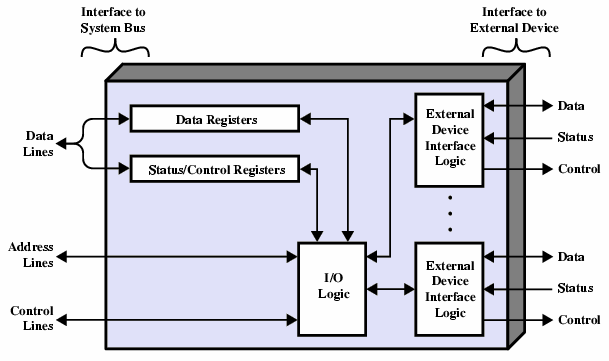 Interface to
System Bus
Interface to
External Device
Data
Lines
Data Registers
Status/Control Registers
External
Device
Interface
Logic
Data
Status
Control
Address
Lines
I/O
Logic
Control
Lines
External
Device
Interface
Logic
Data
Status
Control